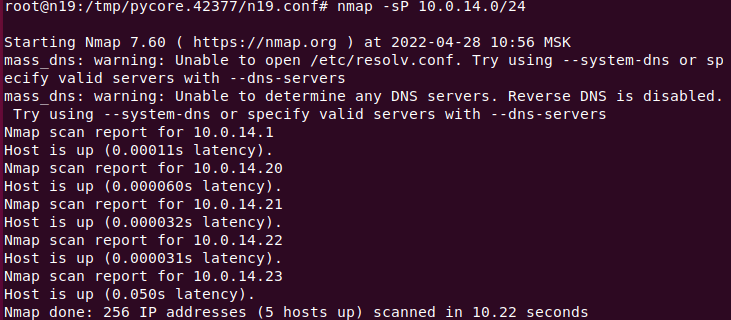 root@n19:/tmp/pycore.42377/n19.conf# nmap -sP 10.0.14.0/24
Starting Nmap 7.60 ( https://nmap.org ) at 2022-04-28 10:56 MSK
mass_dns: warning: Unable to open /etc/resolv.conf. Try using --system-dns or sp
ecify valid servers with --dns-servers
mass_dns: warning: Unable to determine any DNS servers. Reverse DNS is disabled.
 Try using --system-dns or specify valid servers with --dns-servers
Nmap scan report for 10.0.14.1
Host is up (0.00011s latency).
Nmap scan report for 10.0.14.20
Host is up (0.000060s latency).
Nmap scan report for 10.0.14.21
Host is up (0.000032s latency).
Nmap scan report for 10.0.14.22
Host is up (0.000031s latency).
Nmap scan report for 10.0.14.23
Host is up (0.050s latency).
Nmap done: 256 IP addresses (5 hosts up) scanned in 10.22 seconds